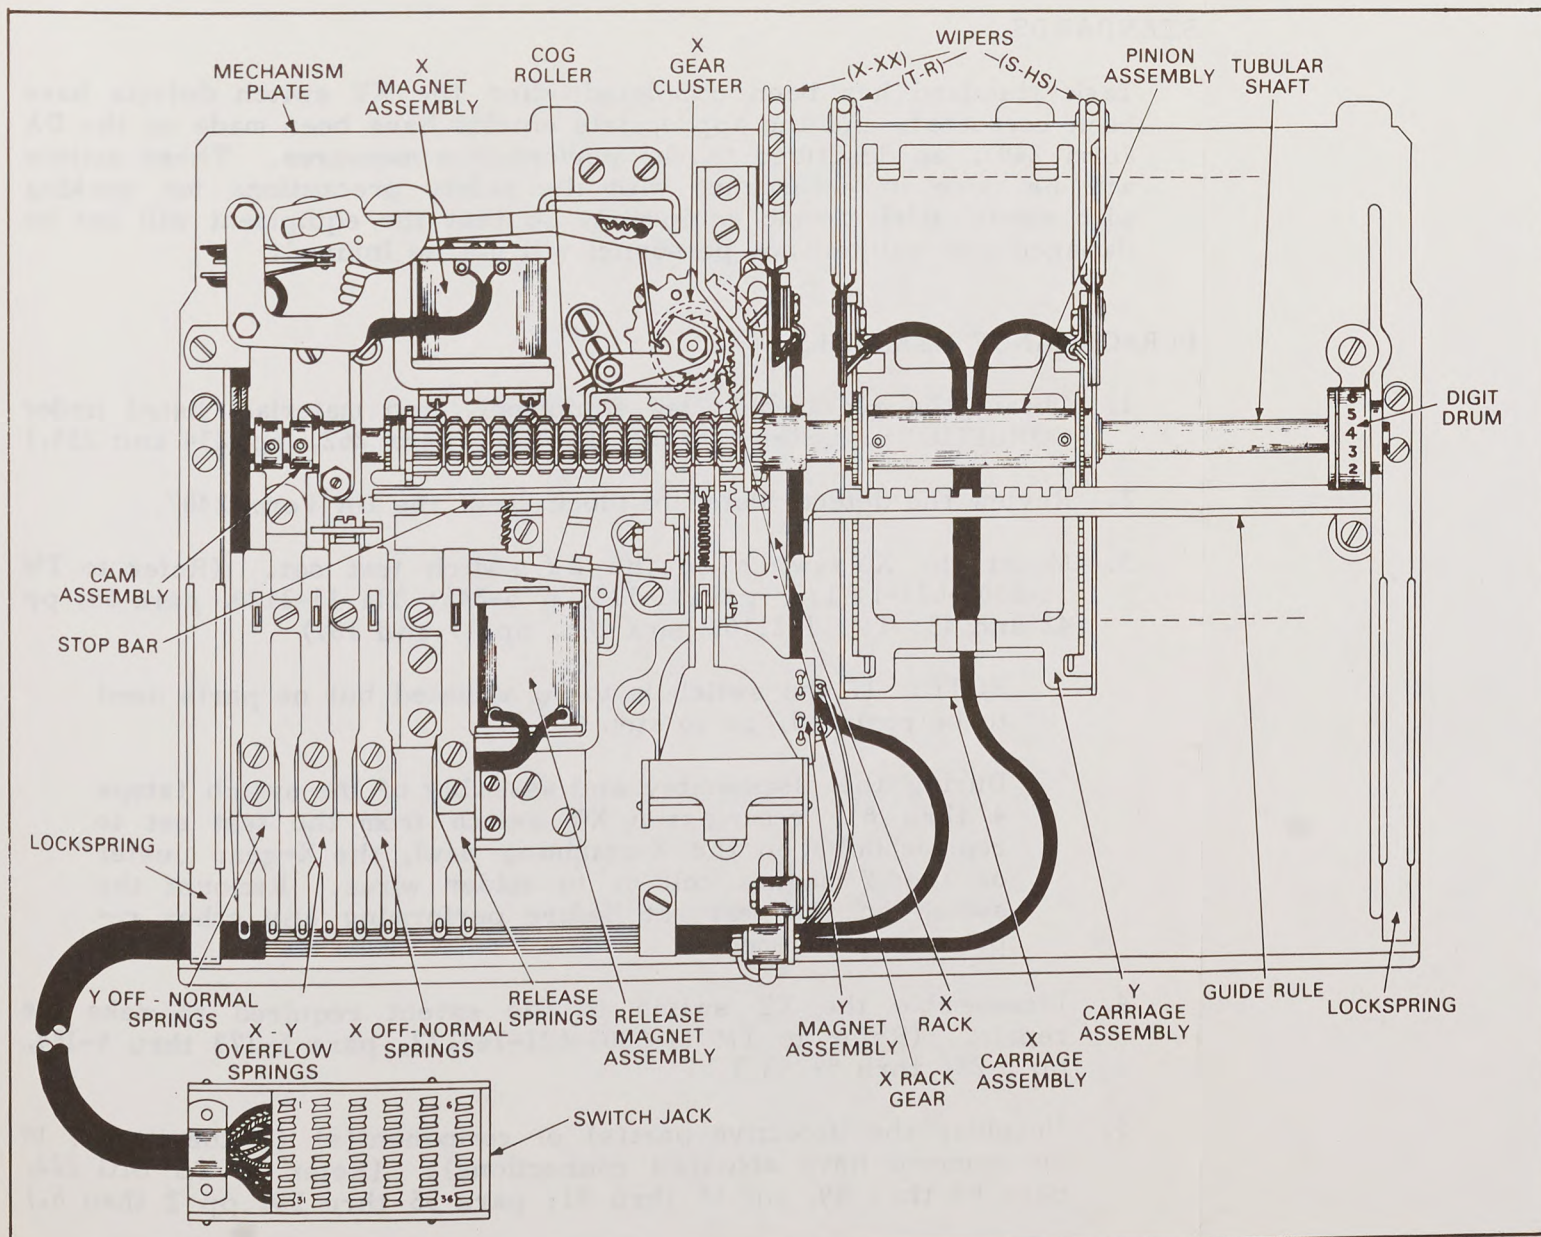 MECHANISM
PLATE
X
MAGNET
ASSEMBLY
COG
ROLLER
X
GEAR
CLUSTER
WIPERS
(X-XX)
(T-R)
(S-HS)
PINION
ASSEMBLY
TUBULAR
SHAFT
6
5
4
3
2
DIGIT
DRUM
CAM
ASSEMBLY
STOP BAR
LOCKSPRING
Y OFF - NORMAL
SPRINGS
X - Y
OVERFLOW
SPRINGS
X OFF-NORMAL
SPRINGS
RELEASE
SPRINGS
RELEASE
MAGNET
ASSEMBLY
Y
MAGNET
ASSEMBLY
X RACK
GEAR
X
RACK
X
CARRIAGE
ASSEMBLY
Y
CARRIAGE
ASSEMBLY
GUIDE RULE
LOCKSPRING
1 6
31 36
SWITCH JACK